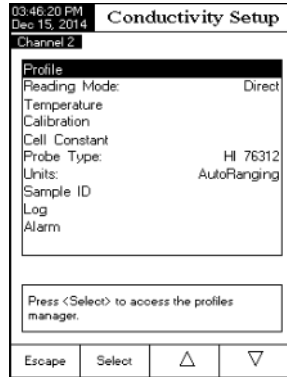 03:46:20 PM
Dec 15, 2014
Conductivity Setup
Channel 2
Profile
Reading Mode: Direct
Temperature
Calibration
Cell Constant
Probe Type: HI 76312
Units: AutoRanging
Sample ID
Log
Alarm
Press <Select> to access the profiles
manager.
Escape Select △ ▽